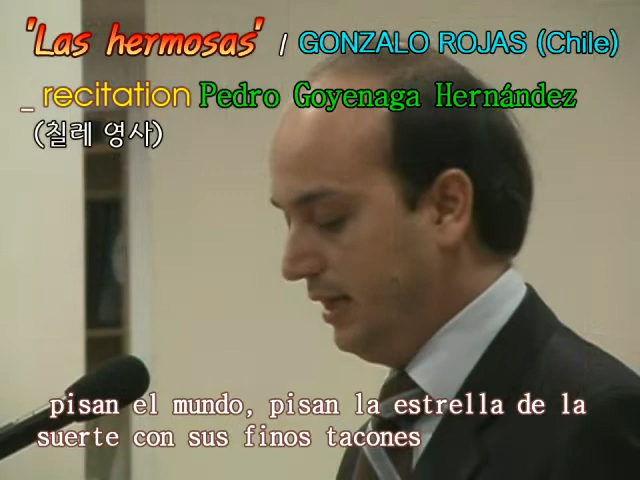 'Las hermosas' / GONZALO ROJAS (Chile)
_ recitation Pedro Goyenaga Hernández
(칠레 영사)
pisan el mundo, pisan la estrella de la
suerte con sus finos tacones